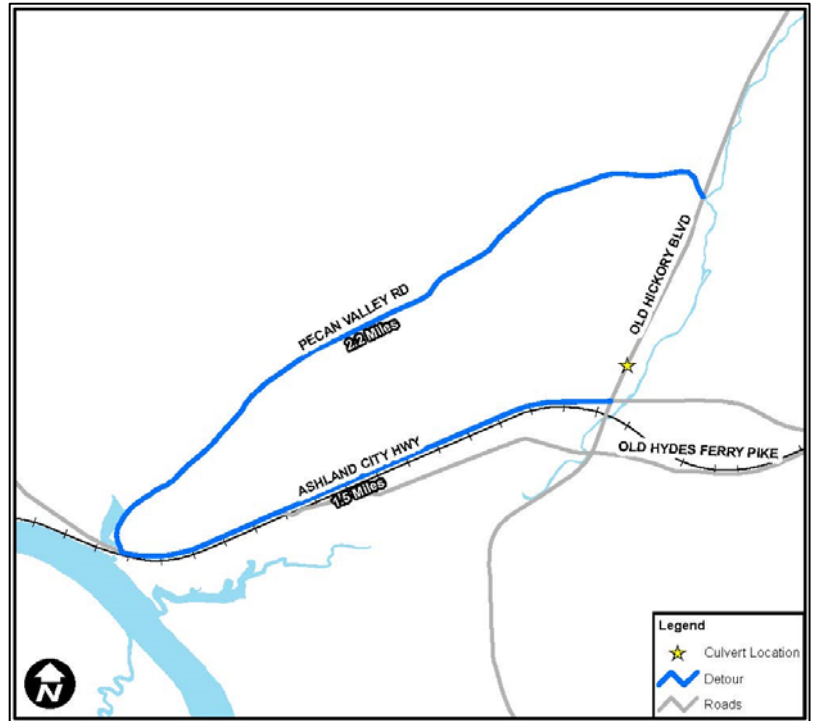 OLD HICKORY BLVD
PECAN VALLEY RD
2.2 Miles
ASHLAND CITY HWY
1.5 Miles
OLD HYDES FERRY PIKE
N
Legend
Culvert Location
Detour
Roads